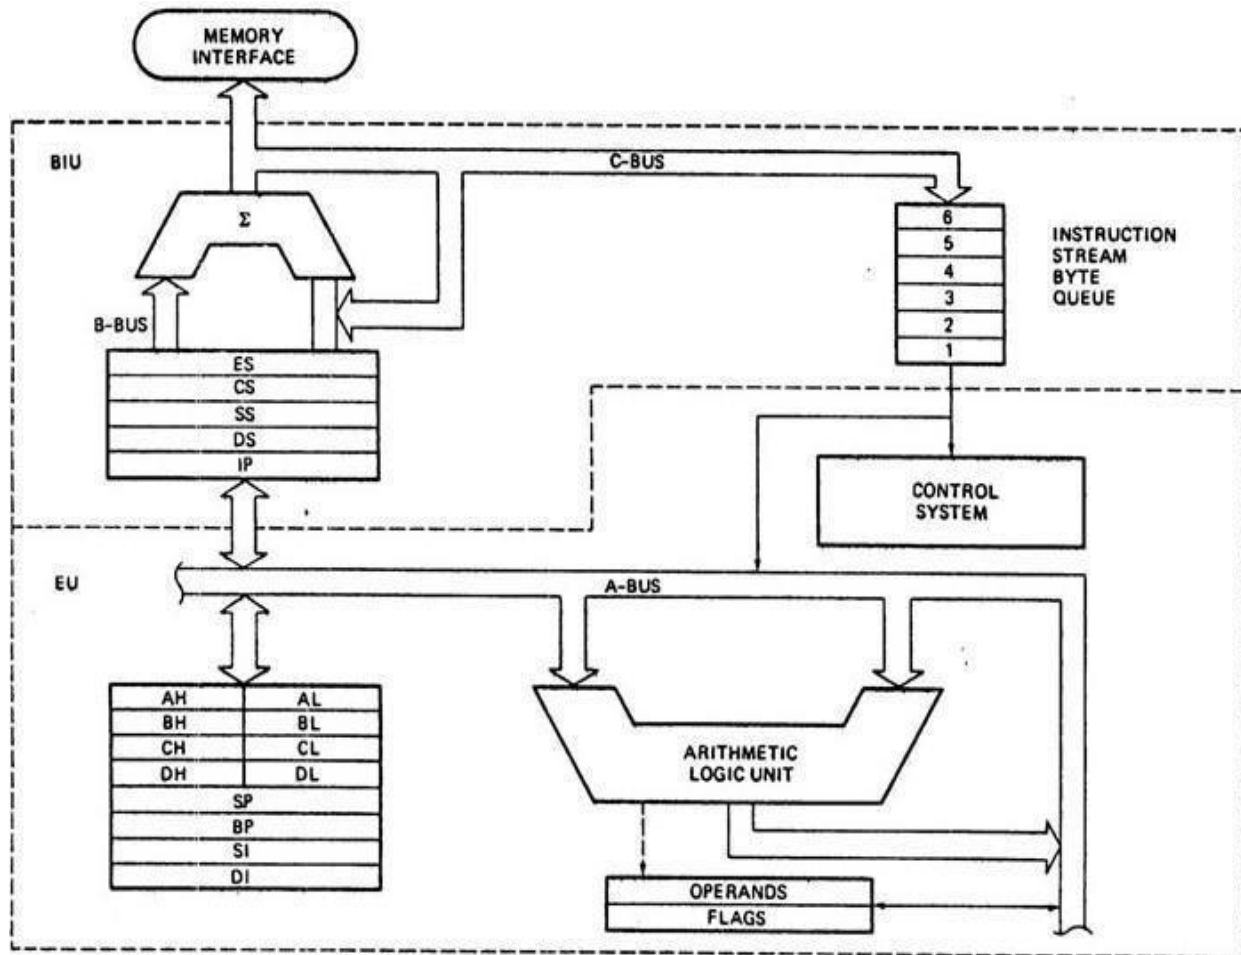 MEMORY
INTERFACE
BIU
C-BUS
Σ
6
5
4
3
2
1
INSTRUCTION
STREAM
BYTE
QUEUE
B-BUS
ES
CS
SS
DS
IP
CONTROL
SYSTEM
EU
A-BUS
AH AL
BH BL
CH CL
DH DL
SP
BP
SI
DI
ARITHMETIC
LOGIC UNIT
OPERANDS
FLAGS